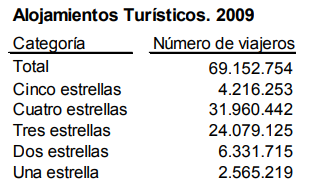 Alojamientos Turísticos. 2009
Categoría Número de viajeros
Total 69.152.754
Cinco estrellas 4.216.253
Cuatro estrellas 31.960.442
Tres estrellas 24.079.125
Dos estrellas 6.331.715
Una estrella 2.565.219